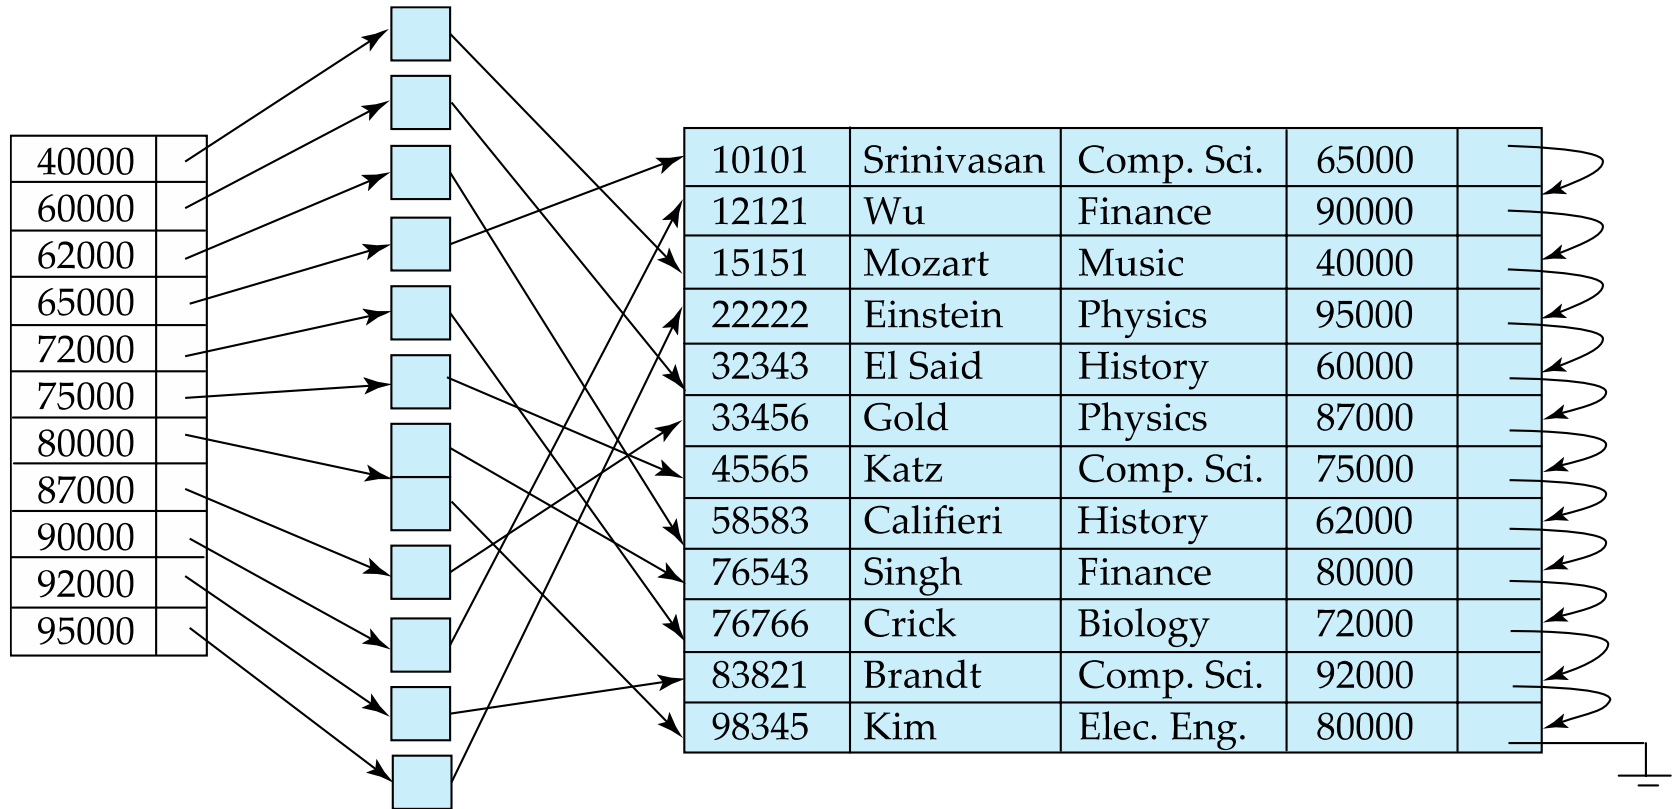 40000
60000
62000
65000
72000
75000
80000
87000
90000
92000
95000
10101 Srinivasan Comp. Sci. 65000
12121 Wu Finance 90000
15151 Mozart Music 40000
22222 Einstein Physics 95000
32343 El Said History 60000
33456 Gold Physics 87000
45565 Katz Comp. Sci. 75000
58583 Califieri History 62000
76543 Singh Finance 80000
76766 Crick Biology 72000
83821 Brandt Comp. Sci. 92000
98345 Kim Elec. Eng. 80000